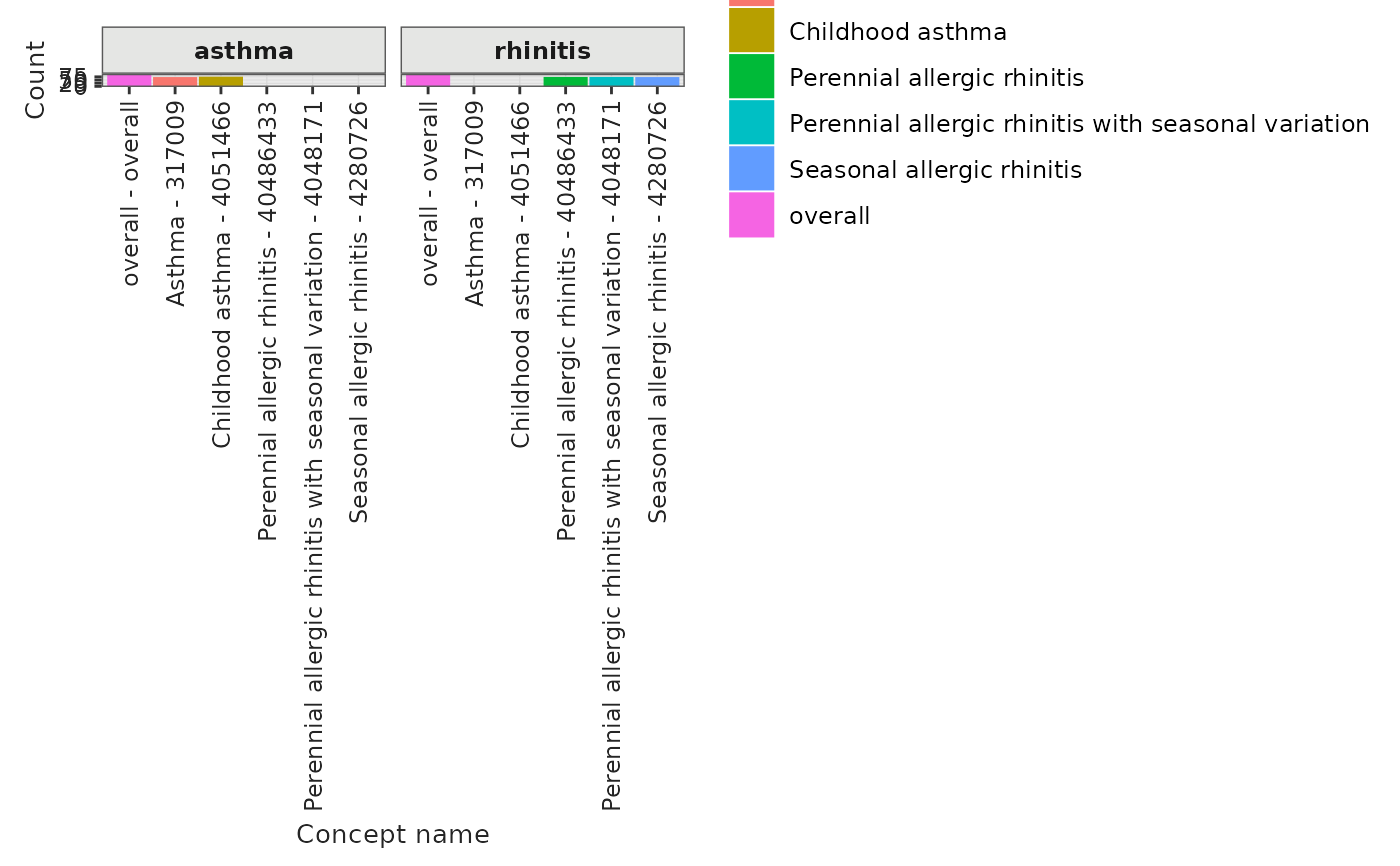 Count
asthma
rhinitis
overall - overall
Asthma - 317009
Childhood asthma - 4051466
Perennial allergic rhinitis - 40486433
Perennial allergic rhinitis with seasonal variation - 4048171
Seasonal allergic rhinitis - 4280726
overall - overall
Asthma - 317009
Childhood asthma - 4051466
Perennial allergic rhinitis - 40486433
Perennial allergic rhinitis with seasonal variation - 4048171
Seasonal allergic rhinitis - 4280726
Concept name
Childhood asthma
Perennial allergic rhinitis
Perennial allergic rhinitis with seasonal variation
Seasonal allergic rhinitis
overall